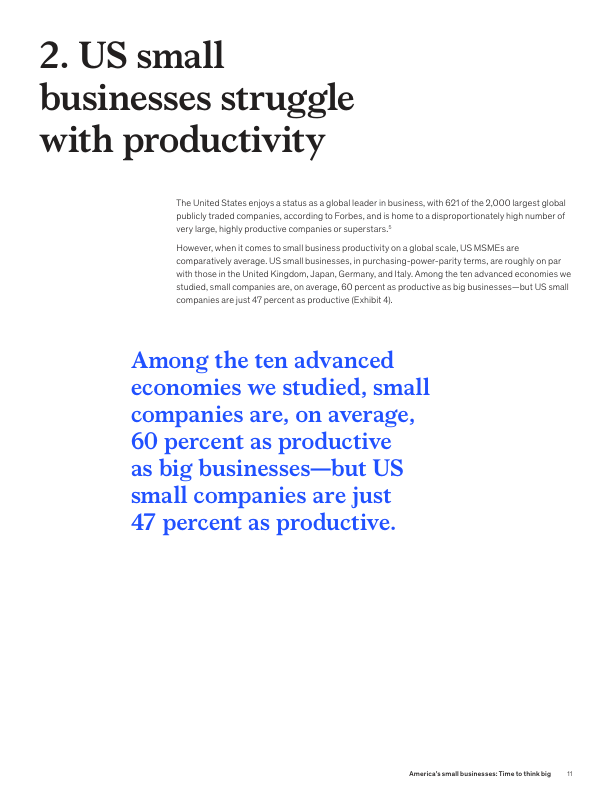 2. US small
businesses struggle
with productivity
The United States enjoys a status as a global leader in business, with 621 of the 2,000 largest global
publicly traded companies, according to Forbes, and is home to a disproportionately high number of
very large, highly productive companies or superstars.⁵
However, when it comes to small business productivity on a global scale, US MSMEs are
comparatively average. US small businesses, in purchasing-power-parity terms, are roughly on par
with those in the United Kingdom, Japan, Germany, and Italy. Among the ten advanced economies we
studied, small companies are, on average, 60 percent as productive as big businesses—but US small
companies are just 47 percent as productive (Exhibit 4).
Among the ten advanced
economies we studied, small
companies are, on average,
60 percent as productive
as big businesses—but US
small companies are just
47 percent as productive.
America's small businesses: Time to think big 11